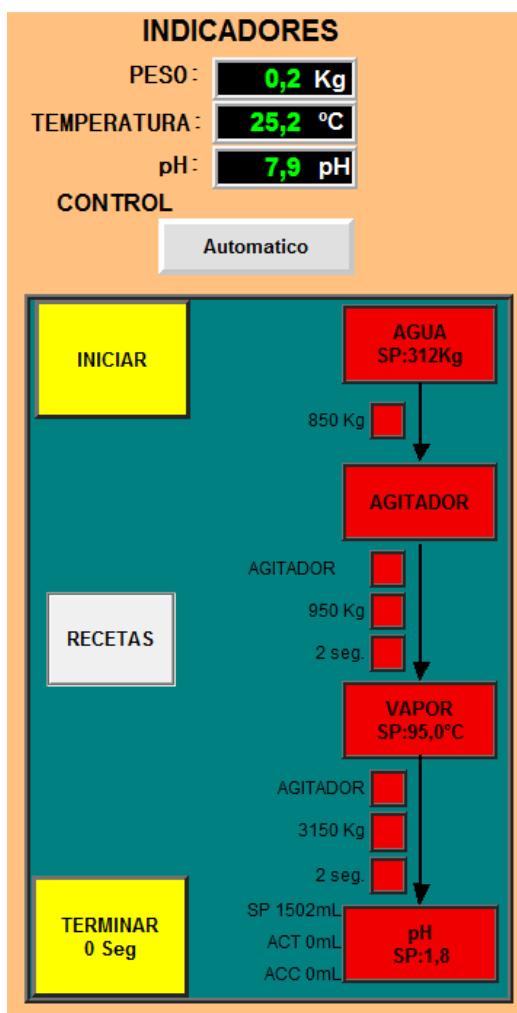 INDICADORES
PESO: 0,2 Kg
TEMPERATURA: 25,2 ºC
pH: 7,9 pH
CONTROL
Automatico
INICIAR
AGUA
SP:312Kg
850 Kg
AGITADOR
AGITADOR
950 Kg
2 seg.
RECETAS
VAPOR
SP:95,0°C
AGITADOR
3150 Kg
2 seg.
TERMINAR
0 Seg
SP 1502mL
ACT 0mL
ACC 0mL
pH
SP:1,8